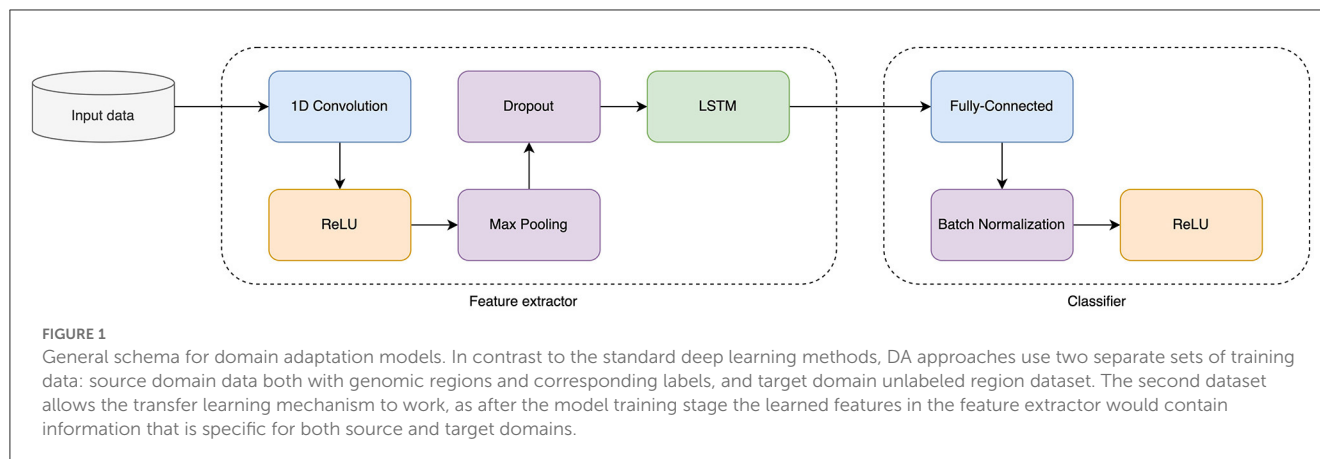 Input data
1D Convolution
Dropout
LSTM
Fully-Connected
ReLU
Max Pooling
Batch Normalization
ReLU
Feature extractor
Classifier
FIGURE 1
General schema for domain adaptation models. In contrast to the standard deep learning methods, DA approaches use two separate sets of training
data: source domain data both with genomic regions and corresponding labels, and target domain unlabeled region dataset. The second dataset
allows the transfer learning mechanism to work, as after the model training stage the learned features in the feature extractor would contain
information that is specific for both source and target domains.